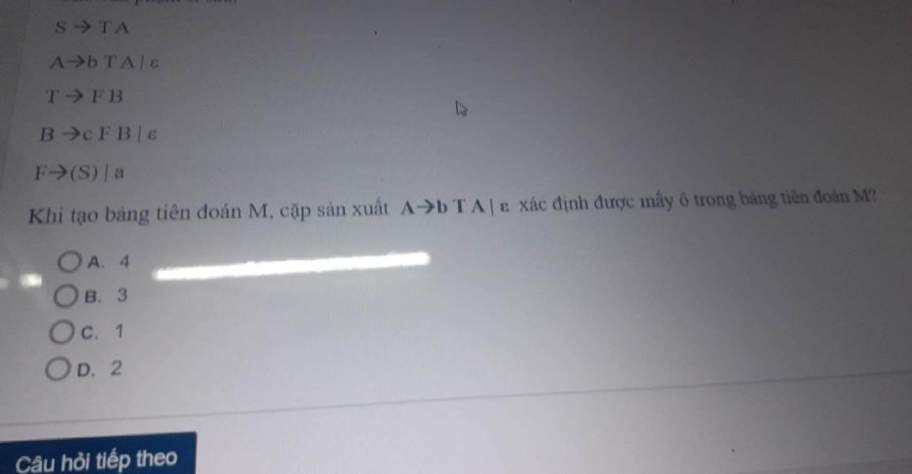 S → T A
A→b T A | ε
T → F B
B →c F B | ε
F→(S) | a
Khi tạo bảng tiên đoán M, cặp sản xuất A→b T A | ε xác định được mấy ô trong bảng tiên đoán M?
A. 4
B. 3
C. 1
D. 2
Câu hỏi tiếp theo